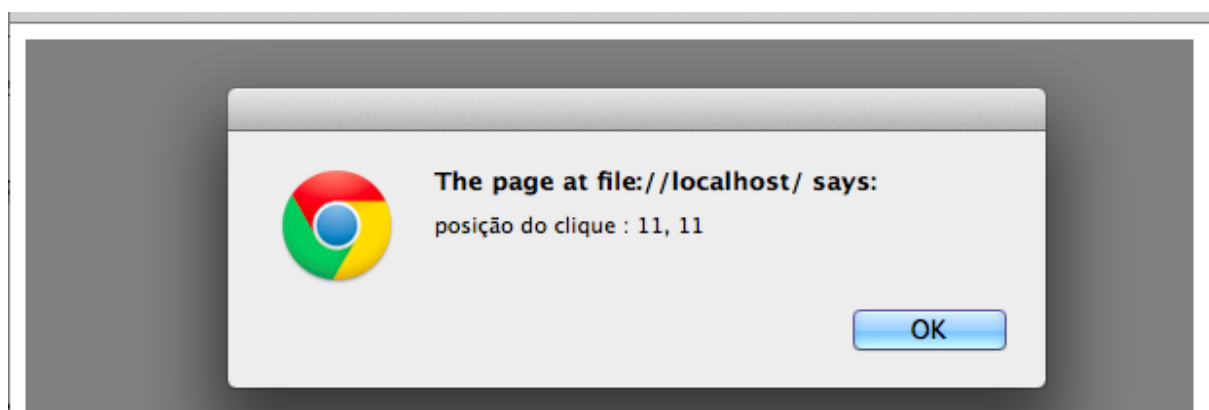 The page at file://localhost/ says:
posição do clique : 11, 11
OK